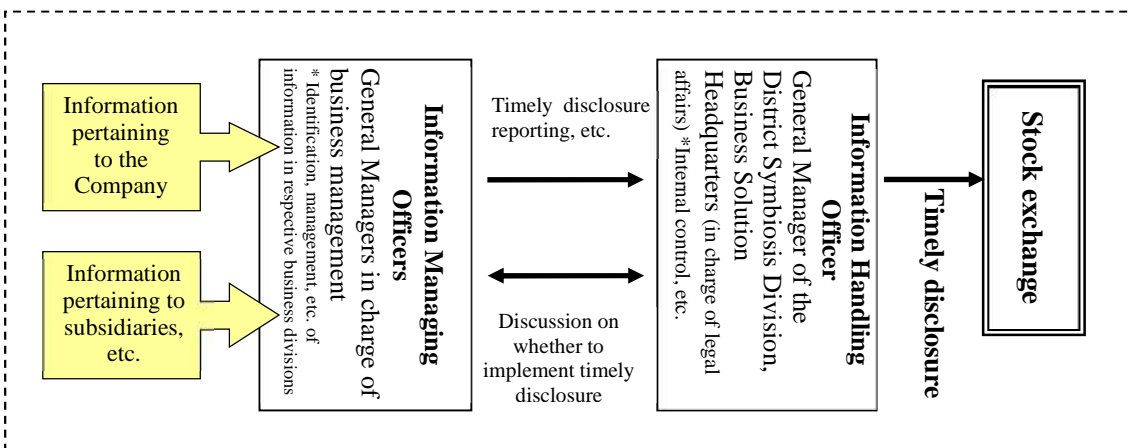 Information
pertaining
to the
Company
Information
pertaining to
subsidiaries,
etc.
Information Managing
Officers
General Managers in charge of
business management
* Identification, management, etc. of
information in respective business divisions
Timely disclosure
reporting, etc.
Discussion on
whether to
implement timely
disclosure
Information Handling
Officer
General Manager of the
District Symbiosis Division,
Business Solution
Headquarters (in charge of legal
affairs) *Internal control, etc.
Timely disclosure
Stock exchange